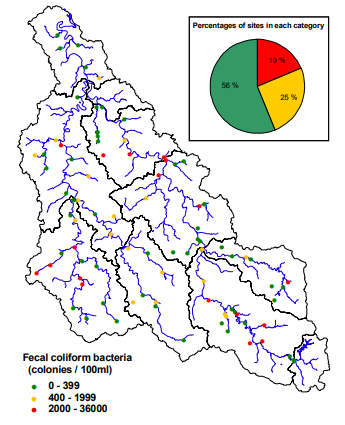 Percentages of sites in each category
19 %
25 %
56 %
Fecal coliform bacteria
(colonies / 100ml)
0 - 399
400 - 1999
2000 - 36000